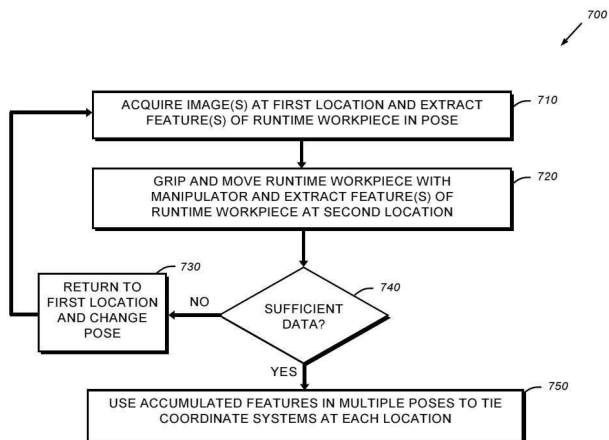 700
ACQUIRE IMAGE(S) AT FIRST LOCATION AND EXTRACT
FEATURE(S) OF RUNTIME WORKPIECE IN POSE
710
GRIP AND MOVE RUNTIME WORKPIECE WITH
MANIPULATOR AND EXTRACT FEATURE(S) OF
RUNTIME WORKPIECE AT SECOND LOCATION
720
730
RETURN TO
FIRST LOCATION
AND CHANGE
POSE
NO
740
SUFFICIENT
DATA?
YES
750
USE ACCUMULATED FEATURES IN MULTIPLE POSES TO TIE
COORDINATE SYSTEMS AT EACH LOCATION